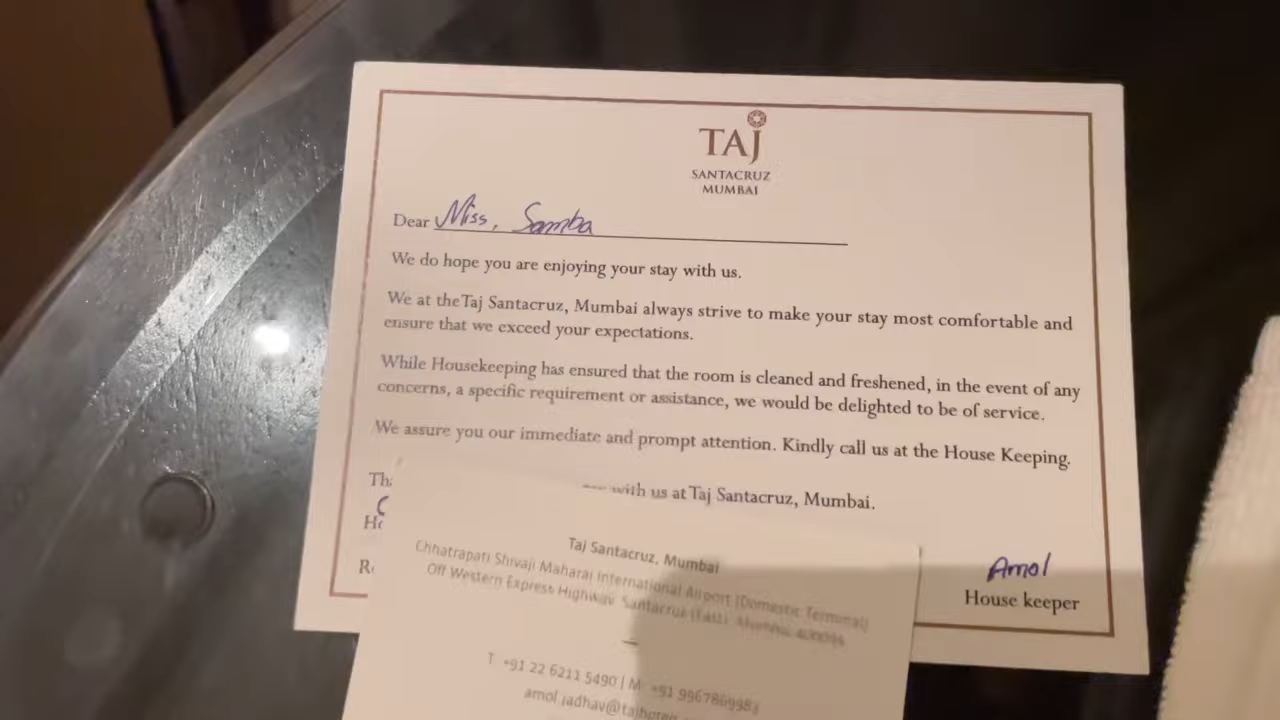 TAJ
SANTACRUZ
MUMBAI
Dear Miss, Samba
We do hope you are enjoying your stay with us.
We at the Taj Santacruz, Mumbai always strive to make your stay most comfortable and
ensure that we exceed your expectations.
While Housekeeping has ensured that the room is cleaned and freshened, in the event of any
concerns, a specific requirement or assistance, we would be delighted to be of service.
We assure you our immediate and prompt attention. Kindly call us at the House Keeping.
with us at Taj Santacruz, Mumbai.
Amol
House keeper
Taj Santacruz, Mumbai
Chhatrapati Shivaji Maharaj International Airport (Domestic Terminal)
Off Western Express Highway, Santacruz (East), Mumbai 400099
T +91 22 6211 5490 | M +91
amol.jadhav@